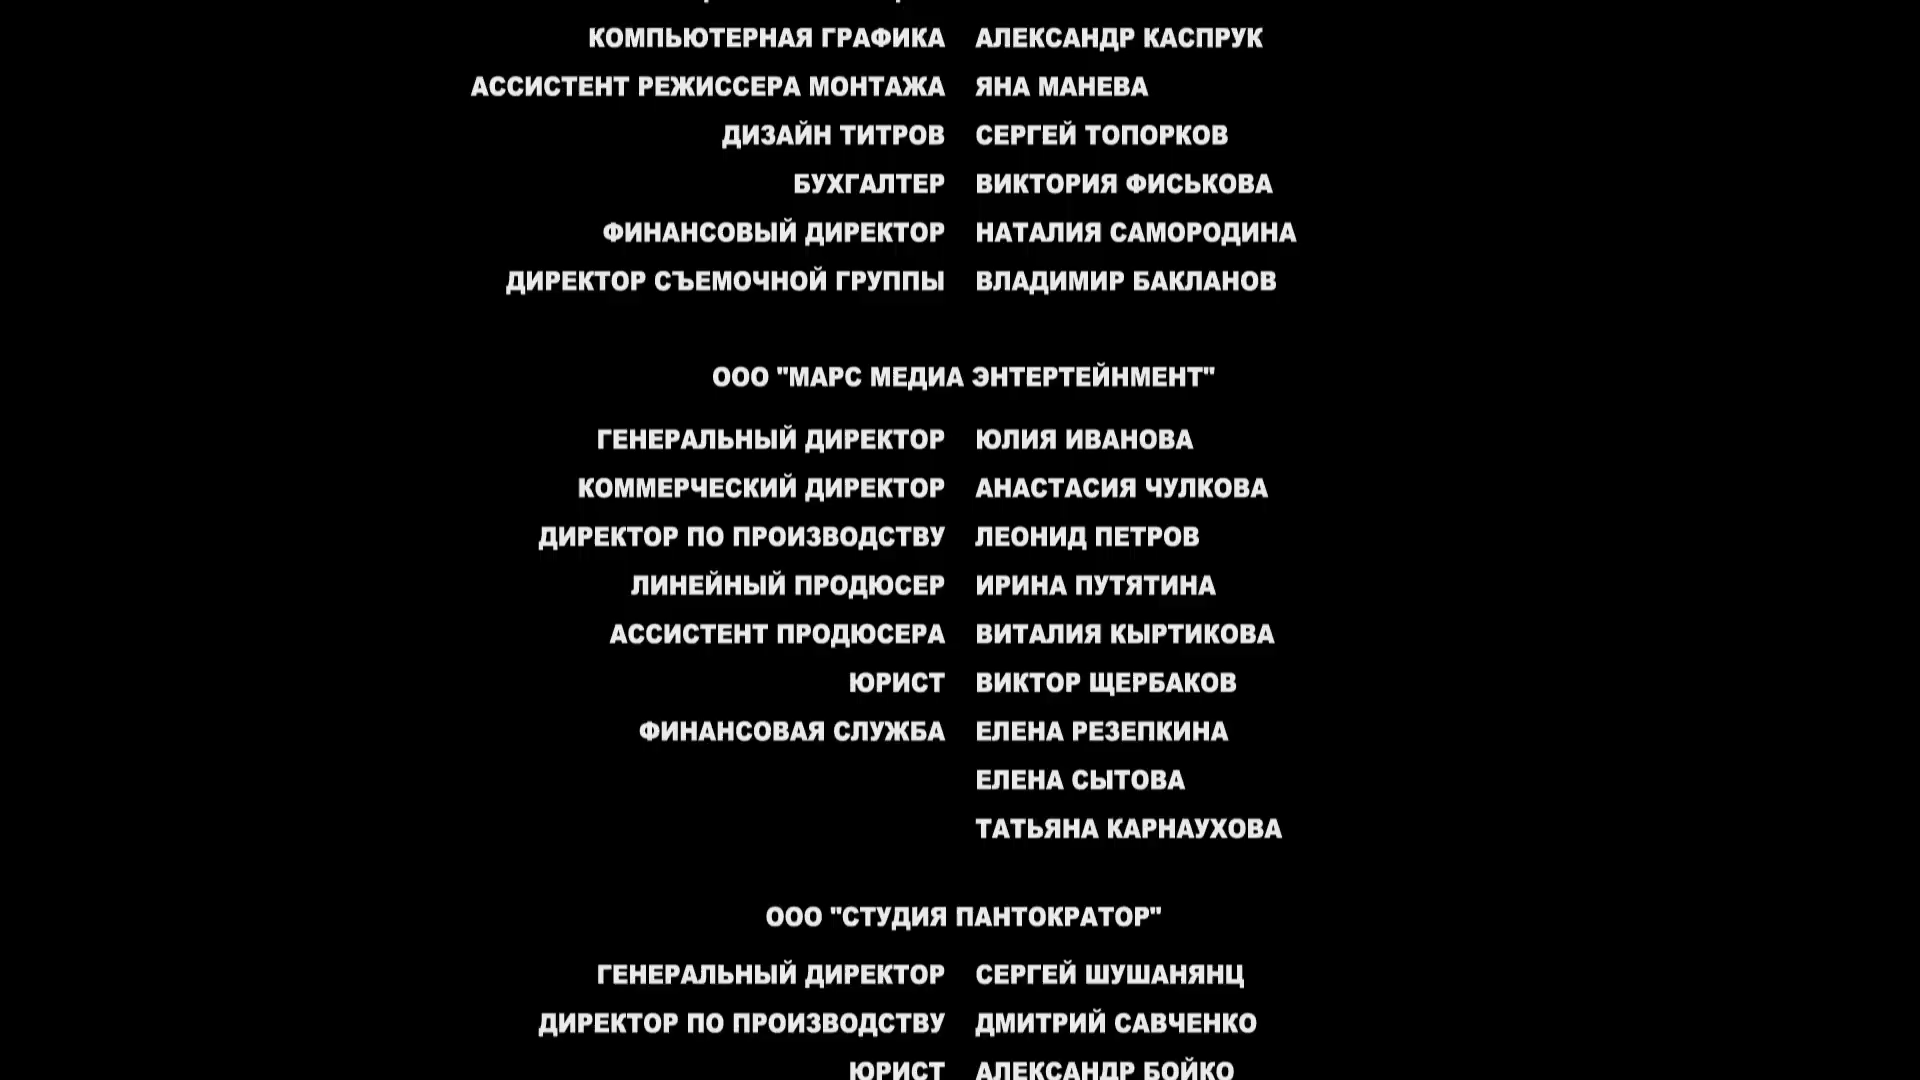 КОМПЬЮТЕРНАЯ ГРАФИКА АЛЕКСАНДР КАСПРУК
АССИСТЕНТ РЕЖИССЕРА МОНТАЖА ЯНА МАНЕВА
ДИЗАЙН ТИТРОВ СЕРГЕЙ ТОПОРКОВ
БУХГАЛТЕР ВИКТОРИЯ ФИСЬКОВА
ФИНАНСОВЫЙ ДИРЕКТОР НАТАЛИЯ САМОРОДИНА
ДИРЕКТОР СЪЕМОЧНОЙ ГРУППЫ ВЛАДИМИР БАКЛАНОВ
ООО "МАРС МЕДИА ЭНТЕРТЕЙНМЕНТ"
ГЕНЕРАЛЬНЫЙ ДИРЕКТОР ЮЛИЯ ИВАНОВА
КОММЕРЧЕСКИЙ ДИРЕКТОР АНАСТАСИЯ ЧУЛКОВА
ДИРЕКТОР ПО ПРОИЗВОДСТВУ ЛЕОНИД ПЕТРОВ
ЛИНЕЙНЫЙ ПРОДЮСЕР ИРИНА ПУТЯТИНА
АССИСТЕНТ ПРОДЮСЕРА ВИТАЛИЯ КЫРТИКОВА
ЮРИСТ ВИКТОР ЩЕРБАКОВ
ФИНАНСОВАЯ СЛУЖБА ЕЛЕНА РЕЗЕПКИНА
ЕЛЕНА СЫТОВА
ТАТЬЯНА КАРНАУХОВА
ООО "СТУДИЯ ПАНТОКРАТОР"
ГЕНЕРАЛЬНЫЙ ДИРЕКТОР СЕРГЕЙ ШУШАНЯНЦ
ДИРЕКТОР ПО ПРОИЗВОДСТВУ ДМИТРИЙ САВЧЕНКО
ЮРИСТ АЛЕКСАНДР БОЙКО